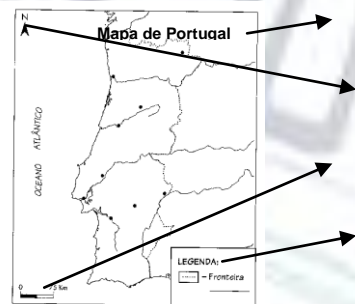 N
Mapa de Portugal
OCEANO ATLÂNTICO
LEGENDA:
- Fronteira
0 75 Km